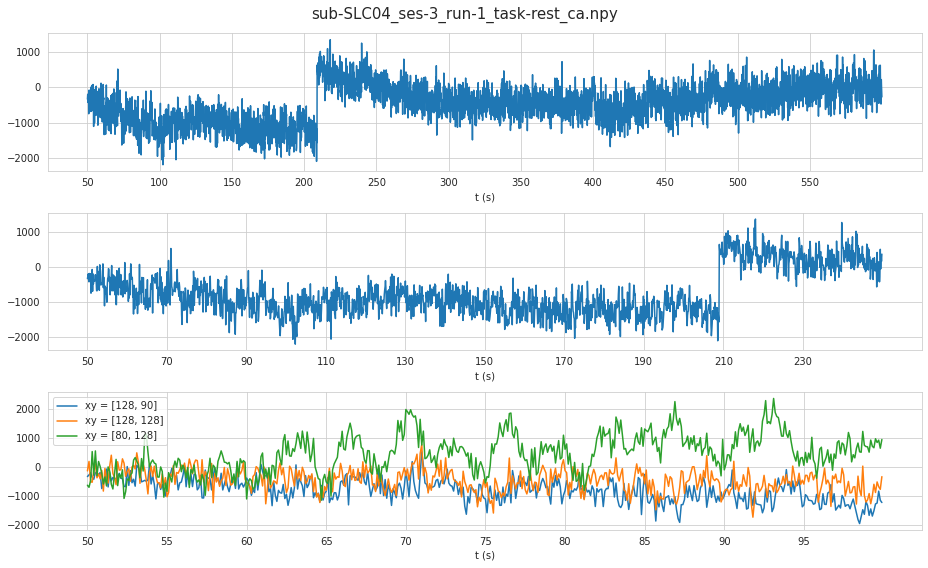 sub-SLC04_ses-3_run-1_task-rest_ca.npy
1000
0
−1000
−2000
50 100 150 200 250 300 350 400 450 500 550
t (s)
1000
0
−1000
−2000
50 70 90 110 130 150 170 190 210 230
t (s)
xy = [128, 90]
xy = [128, 128]
xy = [80, 128]
2000
1000
0
−1000
−2000
50 55 60 65 70 75 80 85 90 95
t (s)